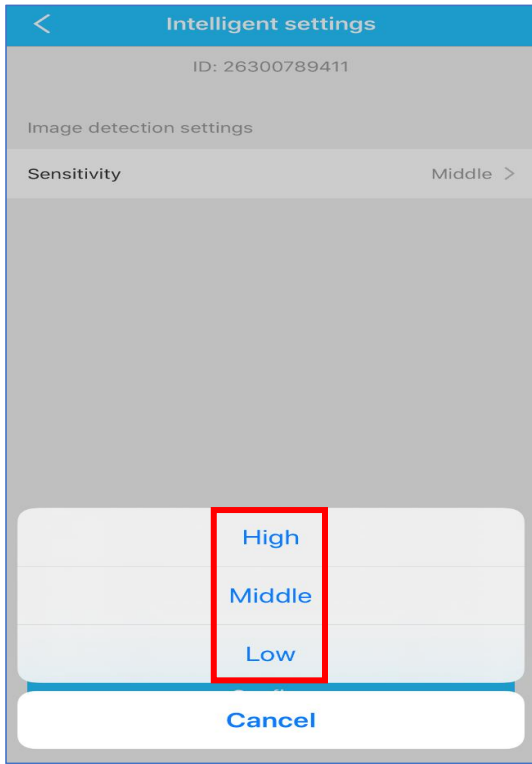 Intelligent settings
ID: 26300789411
Image detection settings
Sensitivity Middle
High
Middle
Low
Cancel